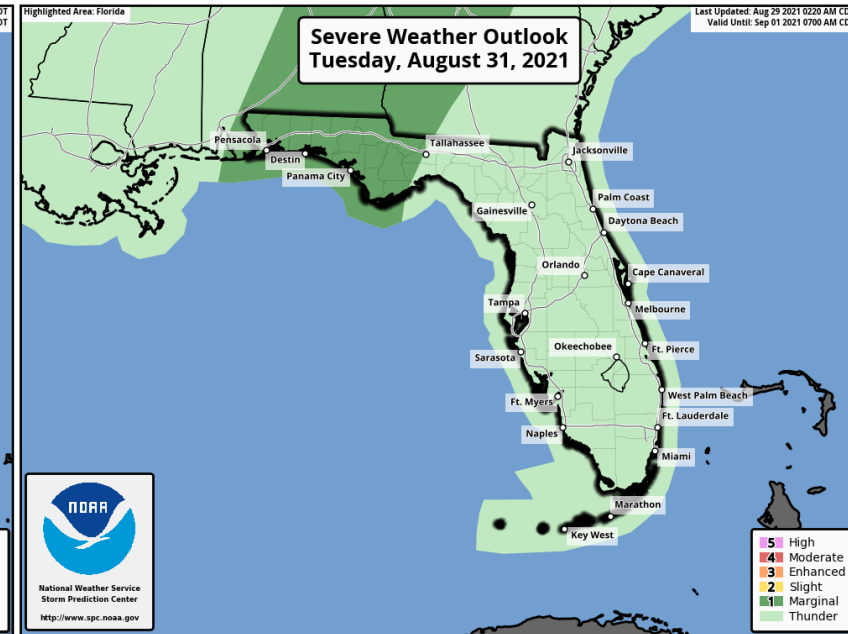 DT
DT
Highlighted Area: Florida
Last Updated: Aug 29 2021 0220 AM CD
Valid Until: Sep 01 2021 0700 AM CD
Severe Weather Outlook
Tuesday, August 31, 2021
Pensacola
Destin
Panama City
Tallahassee
Jacksonville
Palm Coast
Gainesville
Daytona Beach
Orlando
Cape Canaveral
Tampa
Melbourne
Okeechobee
Ft. Pierce
Sarasota
West Palm Beach
Ft. Myers
Ft. Lauderdale
Naples
Miami
Marathon
Key West
NOAA
National Weather Service
Storm Prediction Center
http://www.spc.noaa.gov
5 High
4 Moderate
3 Enhanced
2 Slight
1 Marginal
Thunder